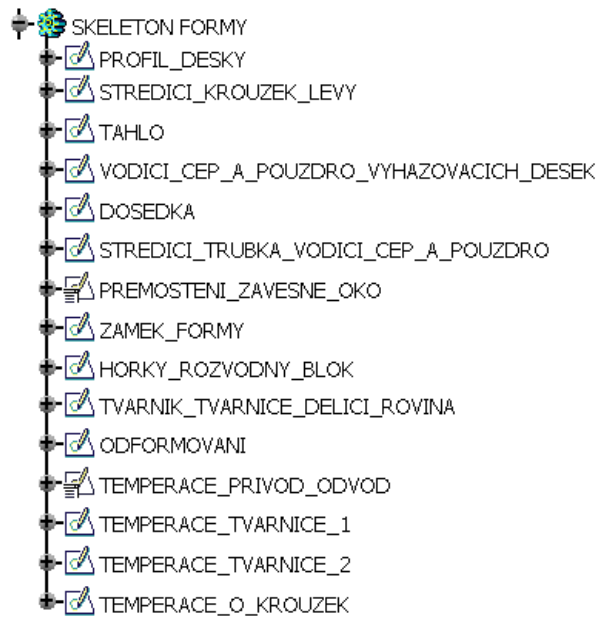 SKELETON FORMY
PROFIL_DESKY
STREDICI_KROUZEK_LEVY
TAHLO
VODICI_CEP_A_POUZDRO_VYHAZOVACICH_DESEK
DOSEDKA
STREDICI_TRUBKA_VODICI_CEP_A_POUZDRO
PREMOSTENI_ZAVESNE_OKO
ZAMEK_FORMY
HORKY_ROZVODNY_BLOK
TVARNIK_TVARNICE_DELICI_ROVINA
ODFORMOVANI
TEMPERACE_PRIVOD_ODVOD
TEMPERACE_TVARNICE_1
TEMPERACE_TVARNICE_2
TEMPERACE_O_KROUZEK